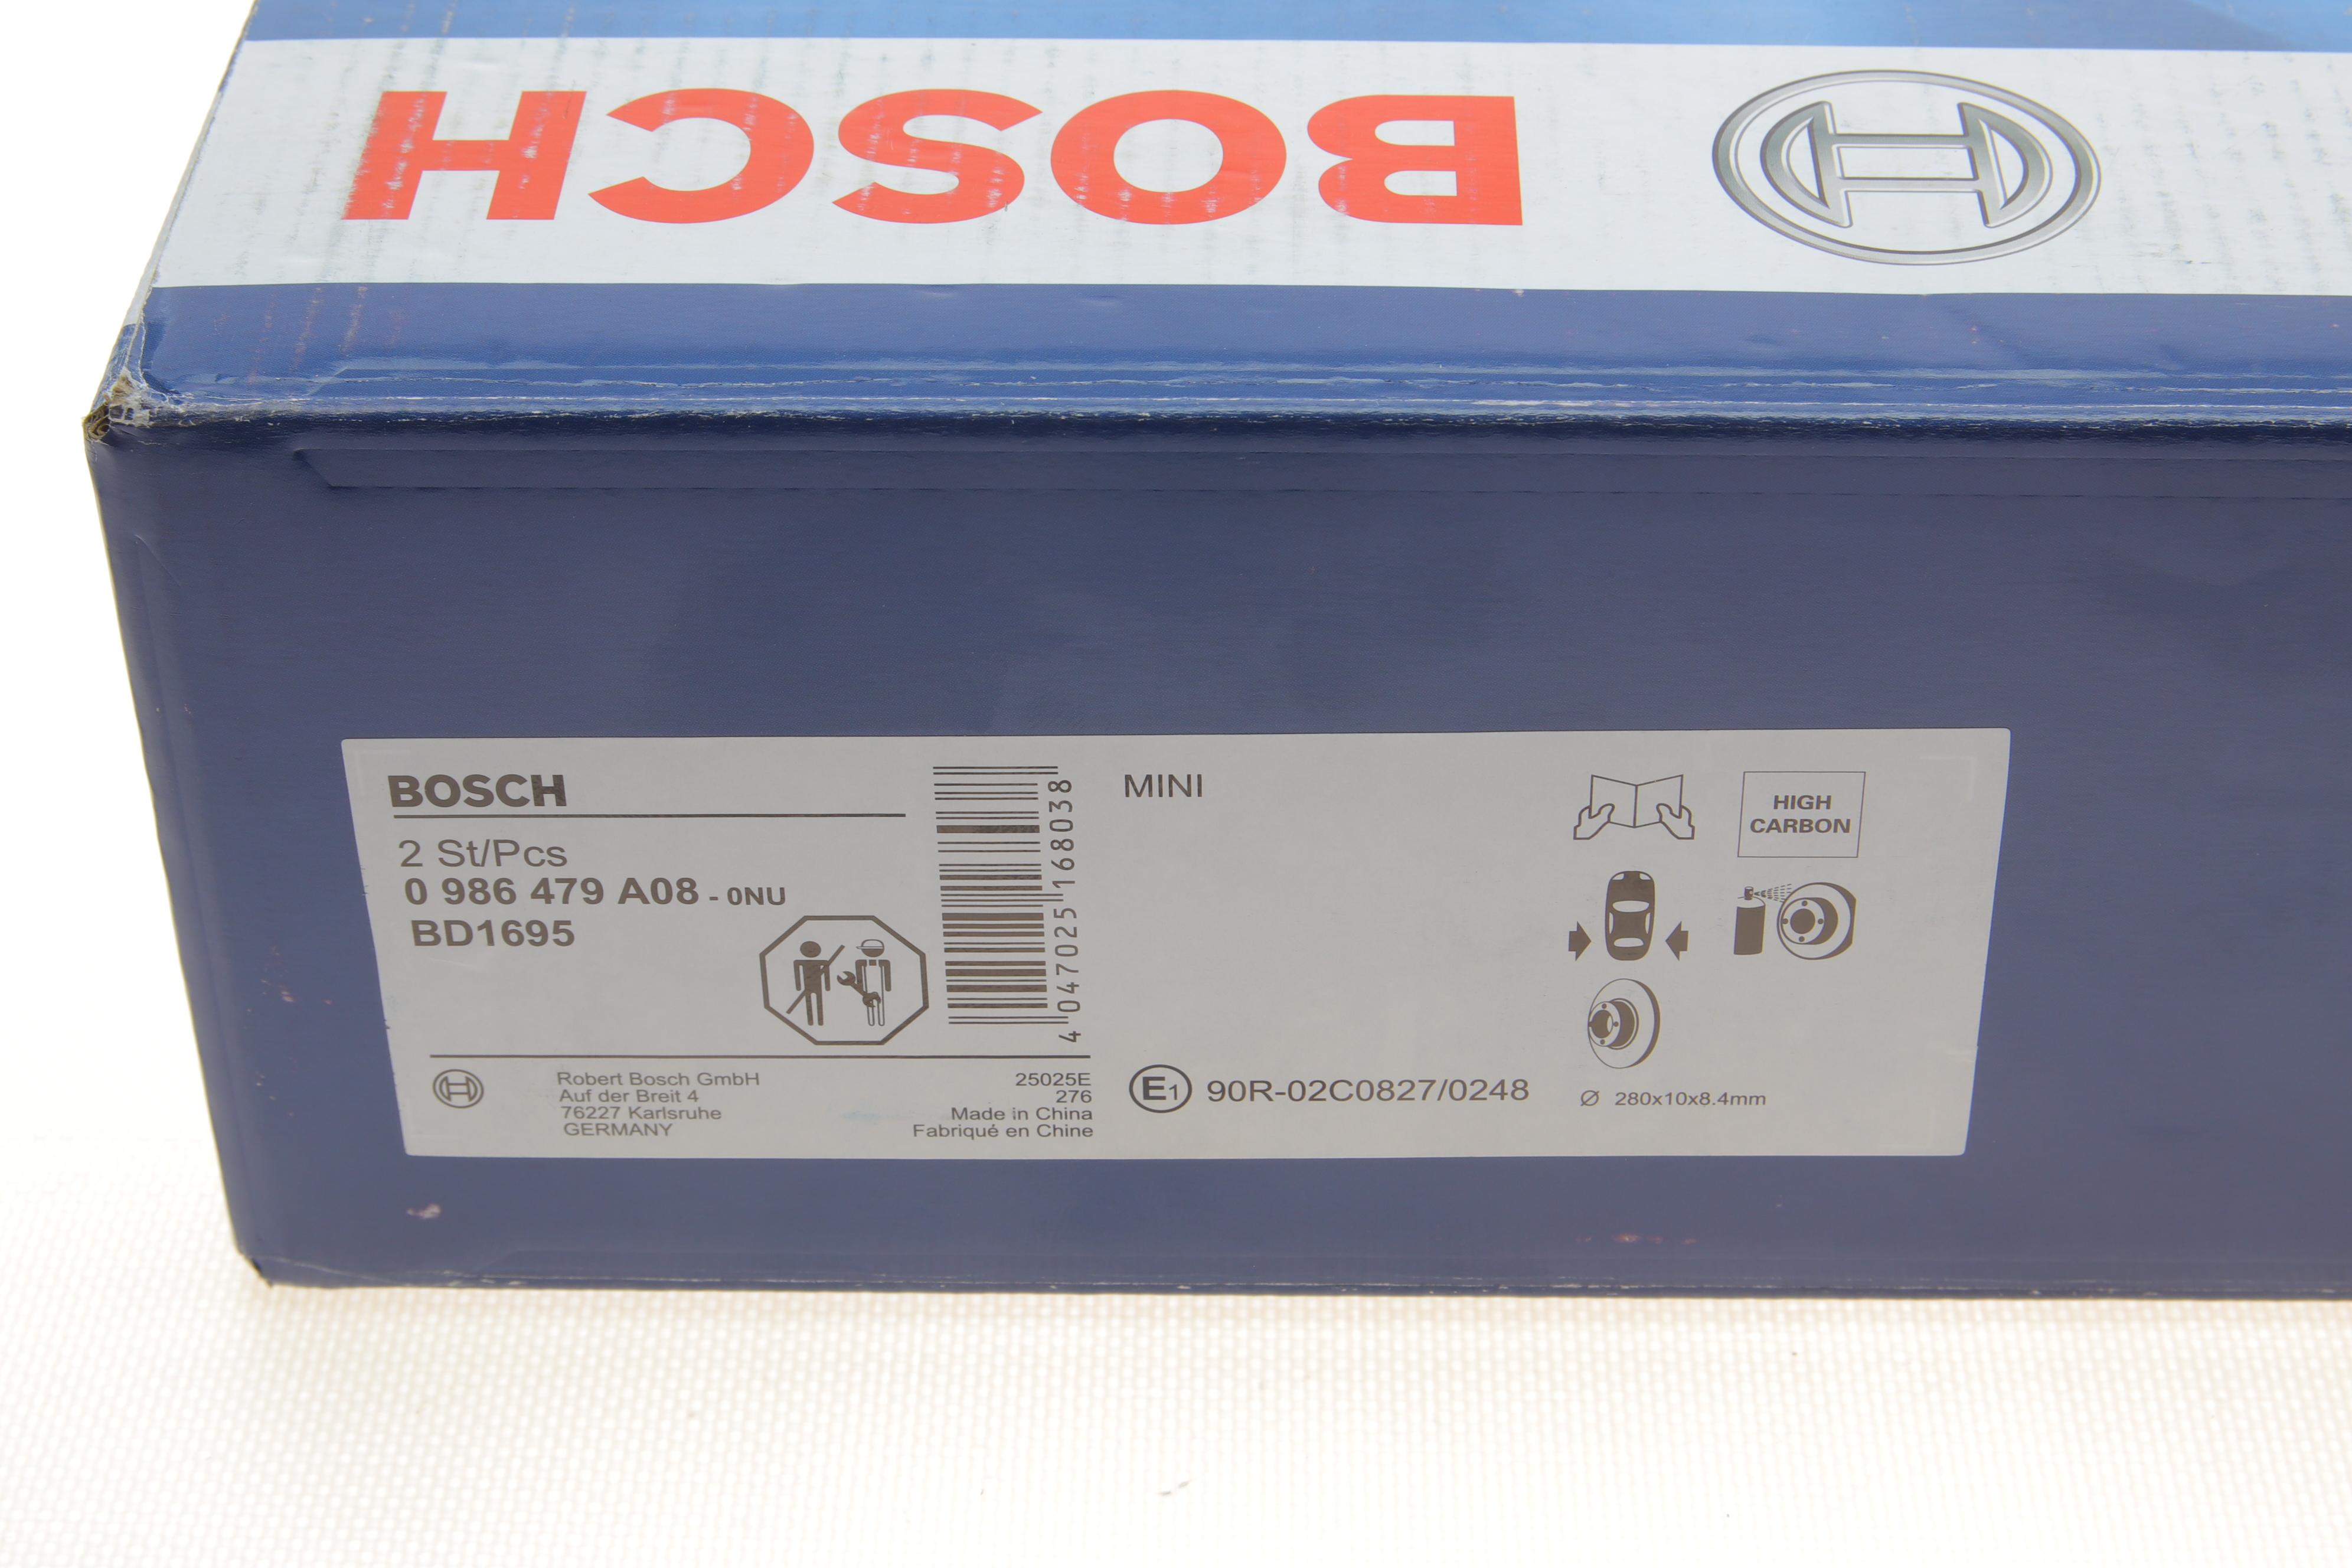 BOSCH
BOSCH
2 St/Pcs
0 986 479 A08 - 0NU
BD1695
4 047025 168038
MINI
HIGH
CARBON
Robert Bosch GmbH
Auf der Breit 4
76227 Karlsruhe
GERMANY
25025E
276
Made in China
Fabriqué en Chine
E1 90R-02C0827/0248
Ø 280x10x8.4mm